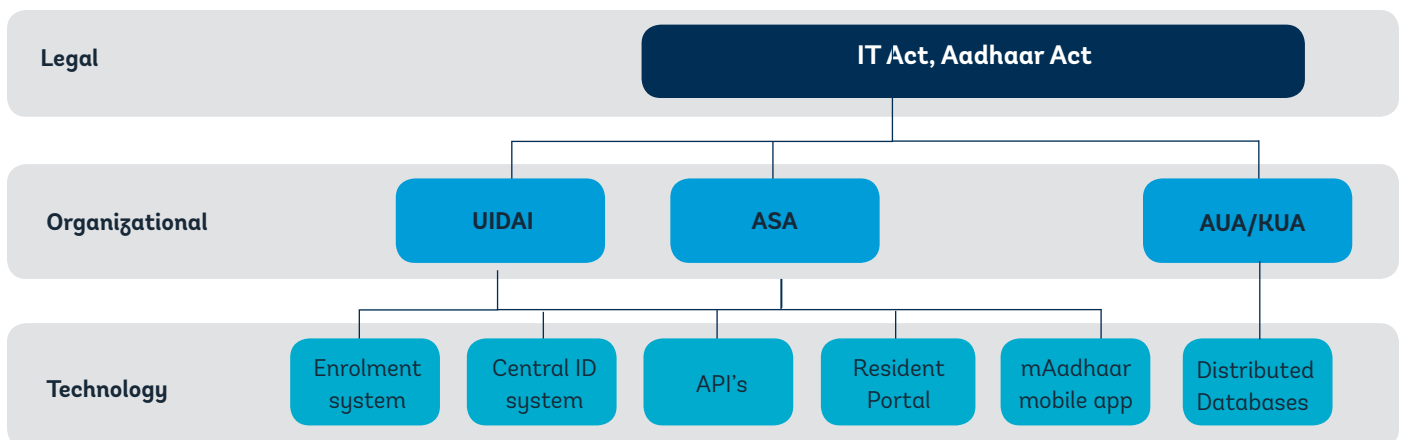 Legal
IT Act, Aadhaar Act
Organizational
UIDAI
ASA
AUA/KUA
Technology
Enrolment
system
Central ID
system
API's
Resident
Portal
mAadhaar
mobile app
Distributed
Databases